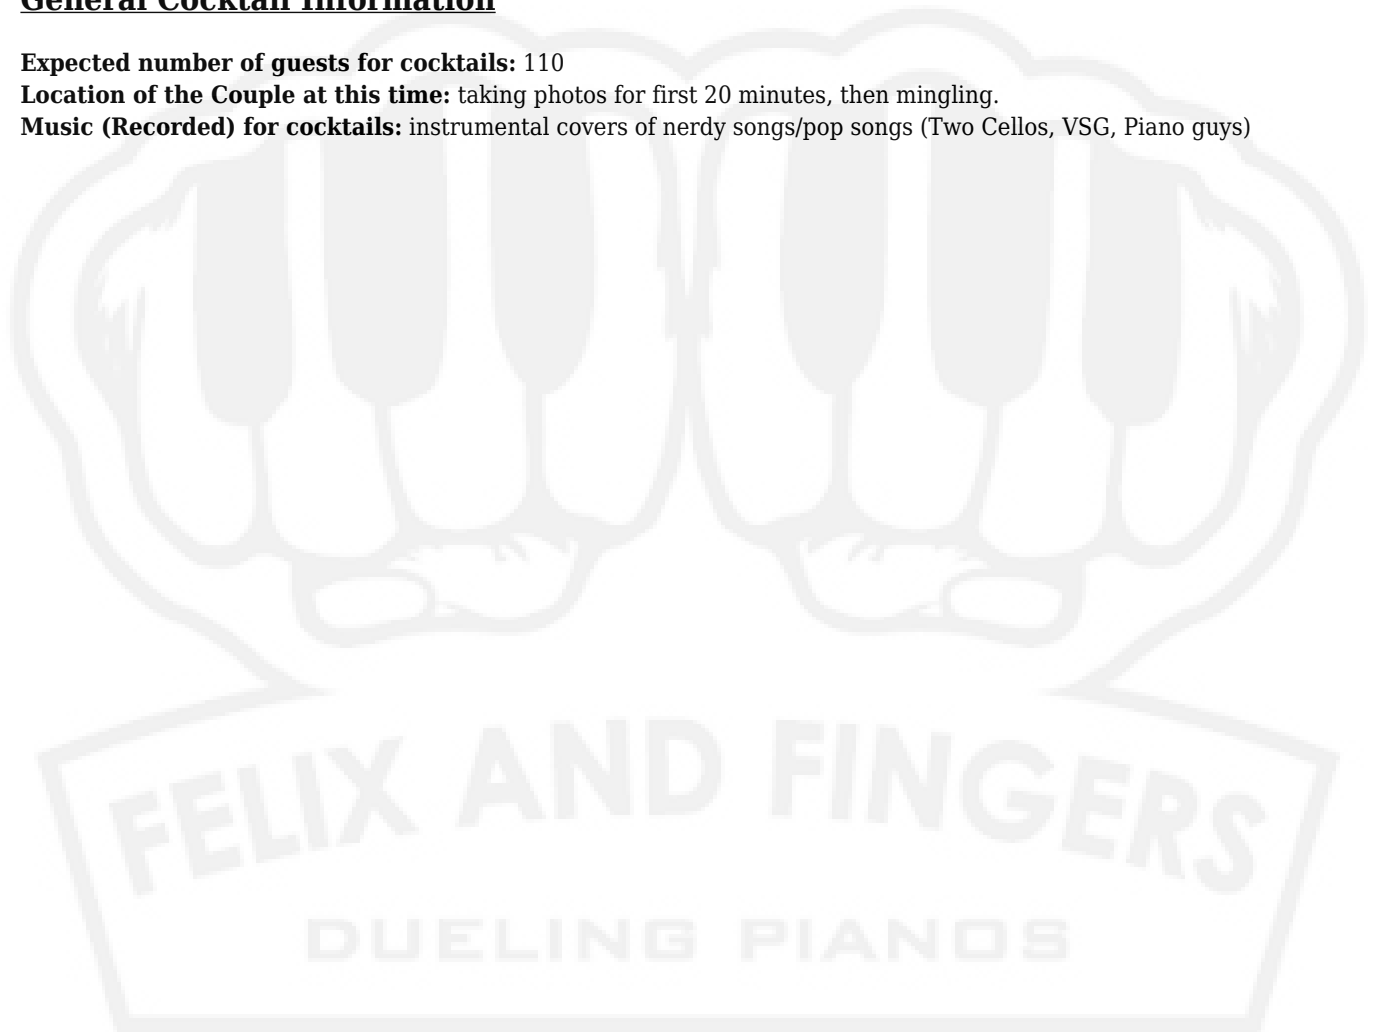 General Cocktail Information
Expected number of guests for cocktails: 110
Location of the Couple at this time: taking photos for first 20 minutes, then mingling.
Music (Recorded) for cocktails: instrumental covers of nerdy songs/pop songs (Two Cellos, VSG, Piano guys)
FELIX AND FINGERS
DUELING PIANOS